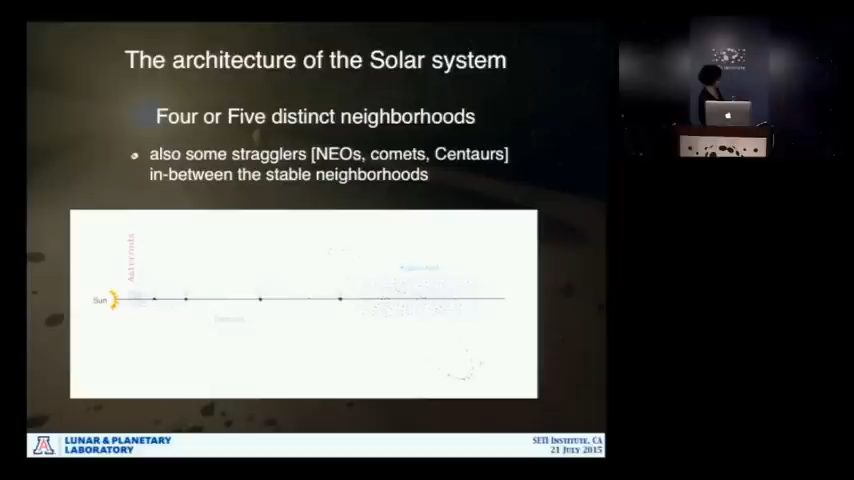 The architecture of the Solar system
Four or Five distinct neighborhoods
also some stragglers [NEOs, comets, Centaurs]
in-between the stable neighborhoods
Asteroids
Sun
LUNAR & PLANETARY
LABORATORY
SETI INSTITUTE, CA
21 JULY 2015